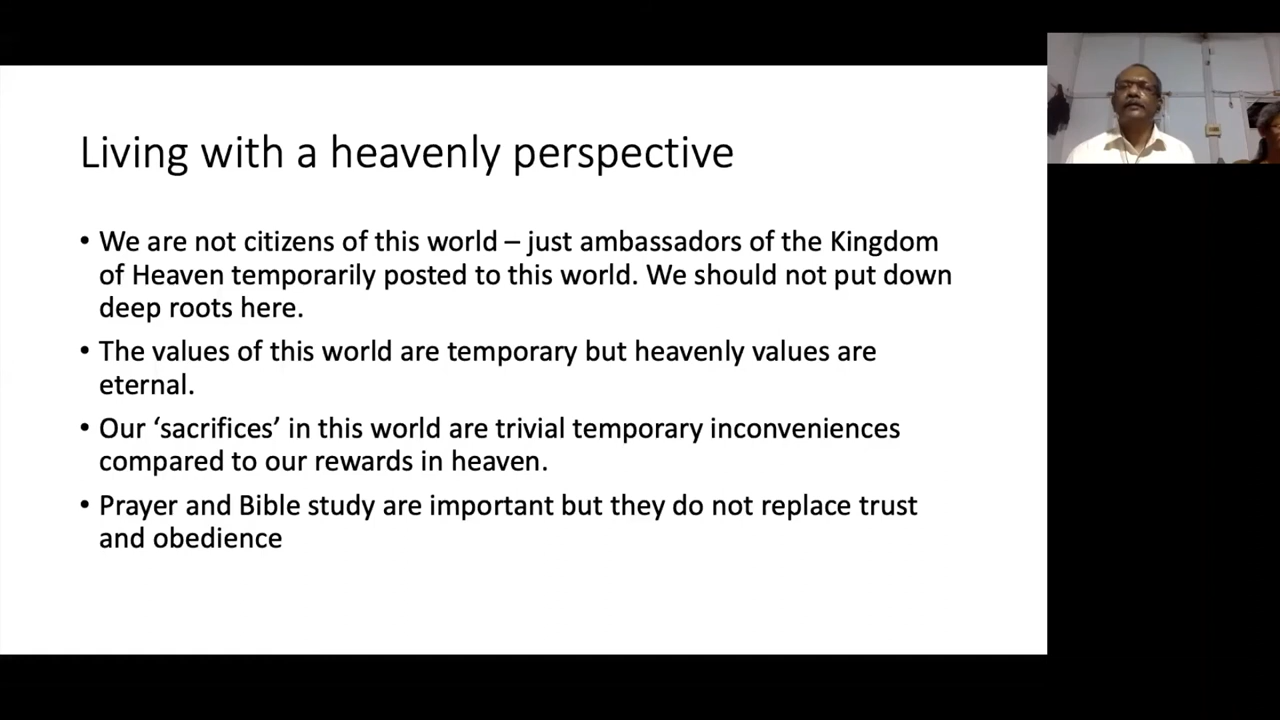 Living with a heavenly perspective
• We are not citizens of this world – just ambassadors of the Kingdom
of Heaven temporarily posted to this world. We should not put down
deep roots here.
• The values of this world are temporary but heavenly values are
eternal.
• Our ‘sacrifices’ in this world are trivial temporary inconveniences
compared to our rewards in heaven.
• Prayer and Bible study are important but they do not replace trust
and obedience